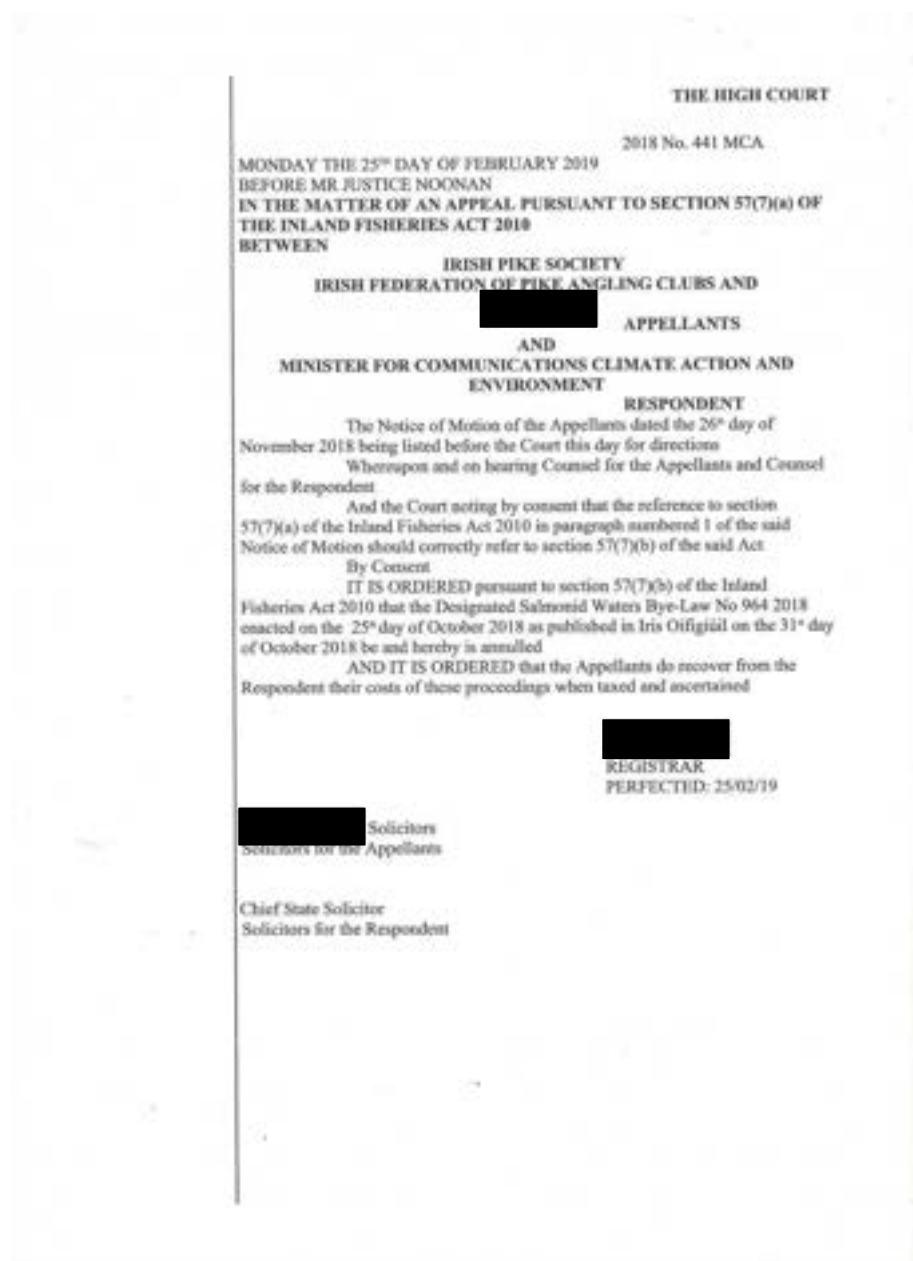 THE HIGH COURT
2018 No. 441 MCA
MONDAY THE 25TH DAY OF FEBRUARY 2019
BEFORE MR JUSTICE NOONAN
IN THE MATTER OF AN APPEAL PURSUANT TO SECTION 57(7)(a) OF
THE INLAND FISHERIES ACT 2010
BETWEEN
IRISH PIKE SOCIETY
IRISH FEDERATION OF PIKE ANGLING CLUBS AND
APPELLANTS
AND
MINISTER FOR COMMUNICATIONS CLIMATE ACTION AND
ENVIRONMENT
RESPONDENT
The Notice of Motion of the Appellants dated the 26th day of
November 2018 being listed before the Court this day for directions
Whereupon and on hearing Counsel for the Appellants and Counsel
for the Respondent
And the Court noting by consent that the reference to section
57(7)(a) of the Inland Fisheries Act 2010 in paragraph numbered 1 of the said
Notice of Motion should correctly refer to section 57(7)(b) of the said Act
By Consent
IT IS ORDERED pursuant to section 57(7)(b) of the Inland
Fisheries Act 2010 that the Designated Salmonid Waters Bye-Law No 964 2018
enacted on the 25th day of October 2018 as published in Iris Oifigiúil on the 31st day
of October 2018 be and hereby is annulled
AND IT IS ORDERED that the Appellants do recover from the
Respondent their costs of these proceedings when taxed and ascertained
REGISTRAR
PERFECTED: 25/02/19
Solicitors
Solicitors for the Appellants
Chief State Solicitor
Solicitors for the Respondent